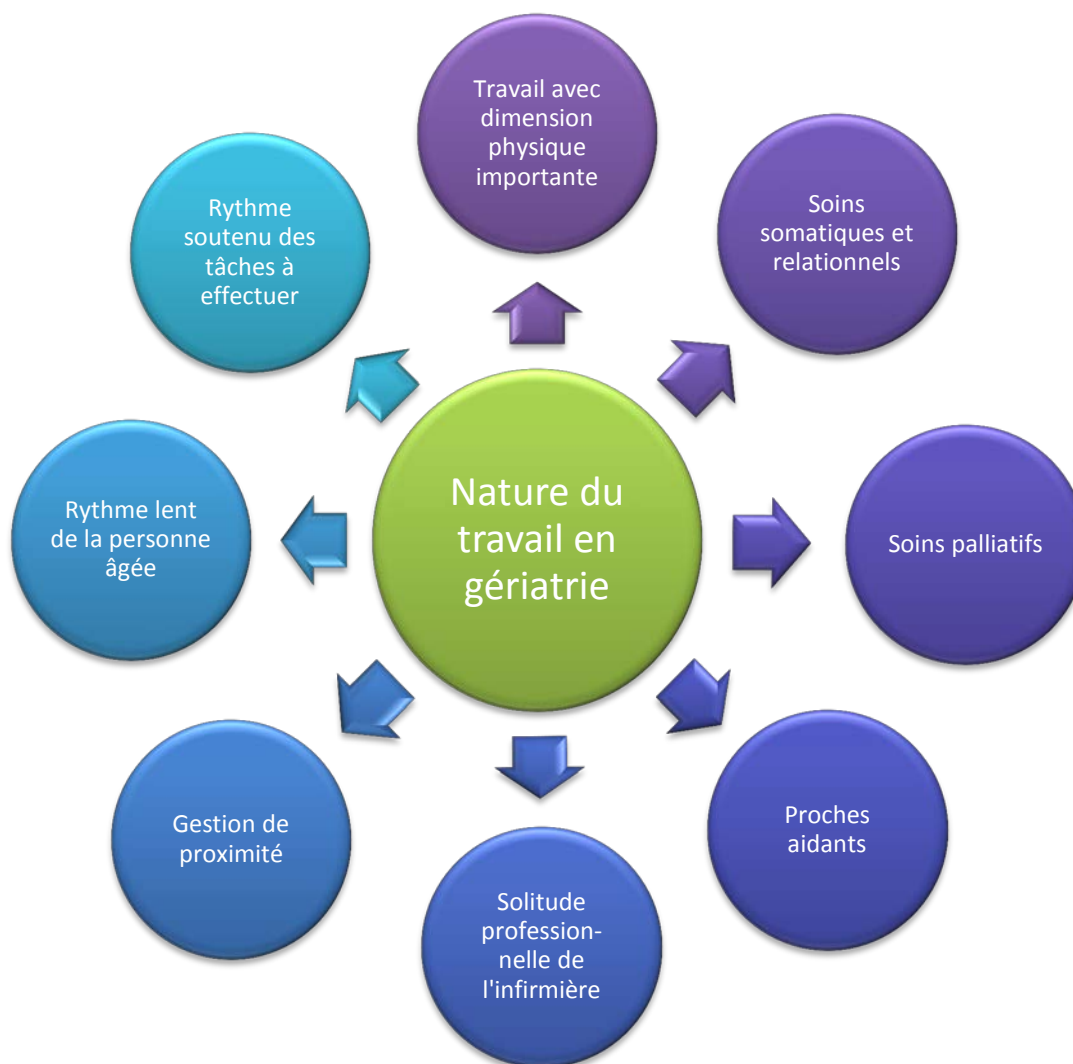 Travail avec
dimension
physique
importante
Soins
somatiques et
relationnels
Soins palliatifs
Proches
aidants
Solitude
profession-
nelle de
l'infirmière
Gestion de
proximité
Rythme lent
de la personne
âgée
Rythme
soutenu des
tâches à
effectuer
Nature du
travail en
gériatrie